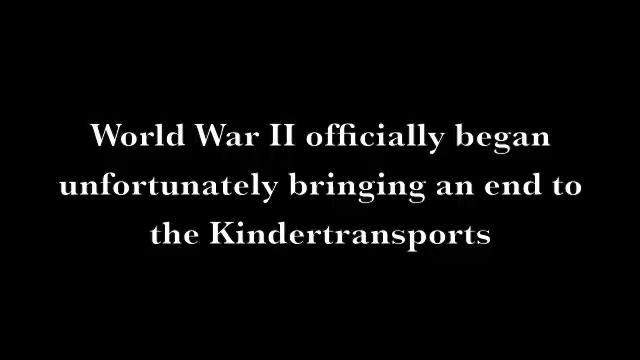 World War II officially began
unfortunately bringing an end to
the Kindertransports